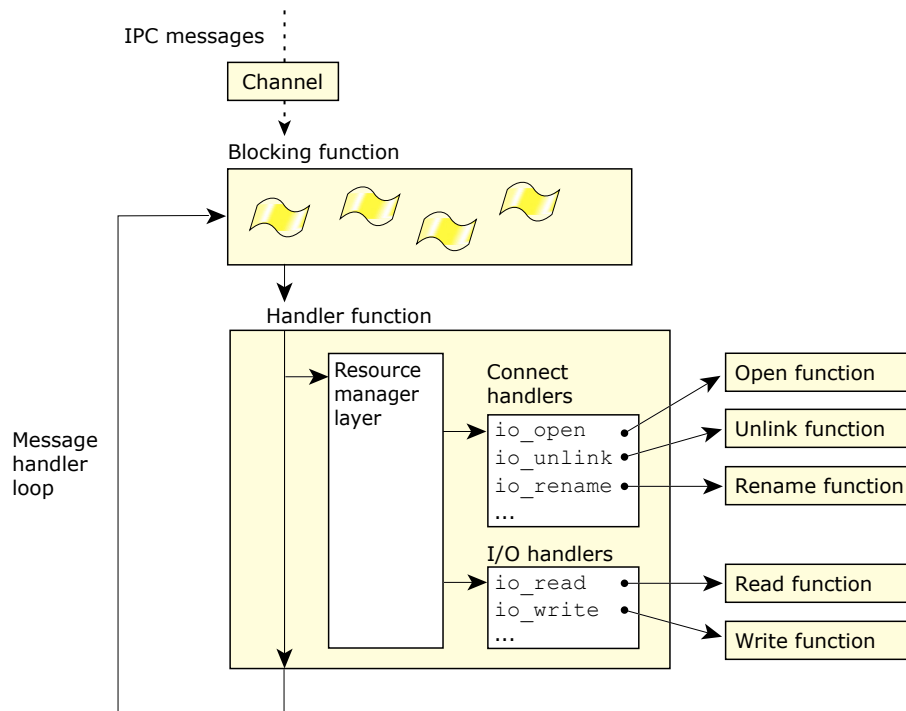 IPC messages
Channel
Blocking function
Handler function
Resource
manager
layer
Connect
handlers
io_open
io_unlink
io_rename
...
I/O handlers
io_read
io_write
...
Open function
Unlink function
Rename function
Read function
Write function
Message
handler
loop